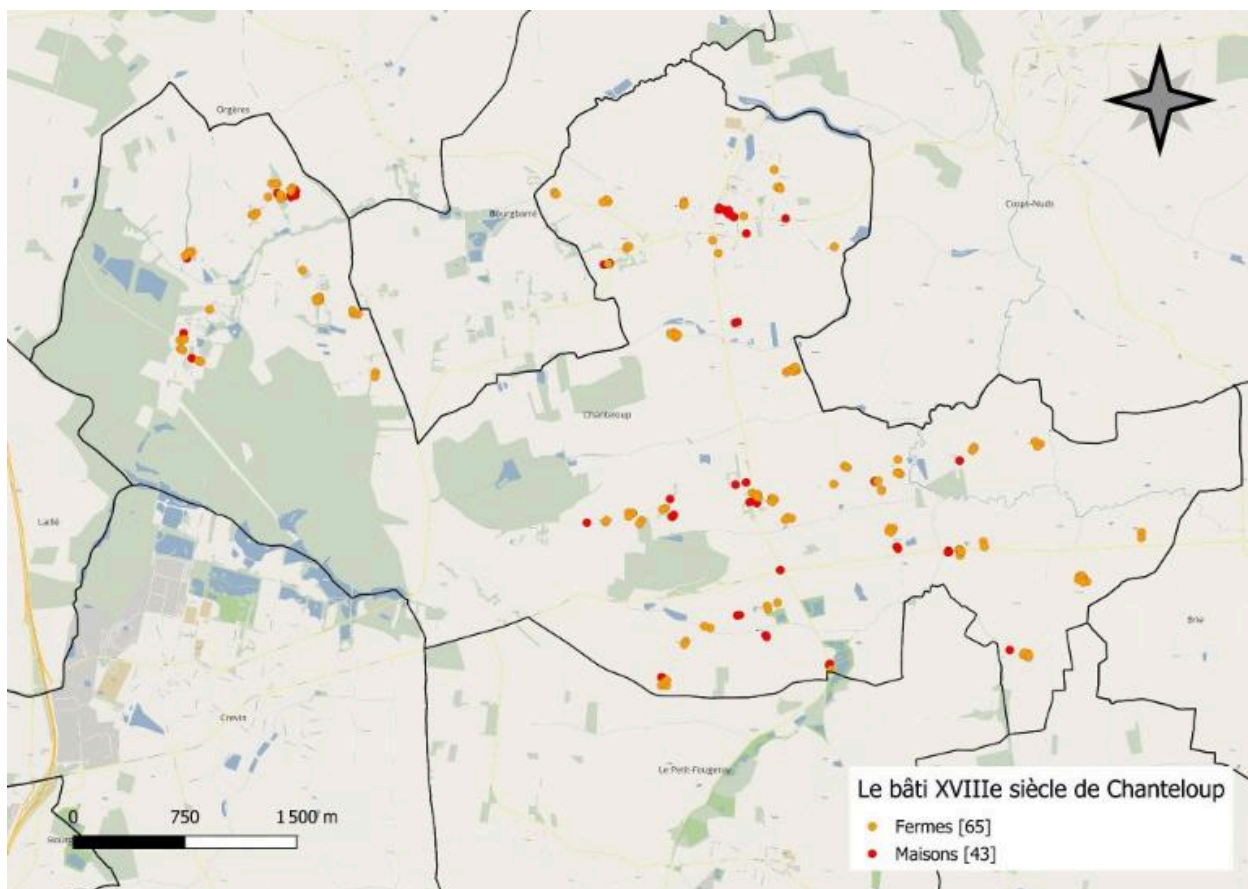 Orgères
Bourgbarré
Corps-Nuds
Chanteloup
Laillé
Brie
Crevin
Le Petit-Fougeray
0 750 1 500 m
Le bâti XVIIIe siècle de Chanteloup
Fermes [65]
Maisons [43]